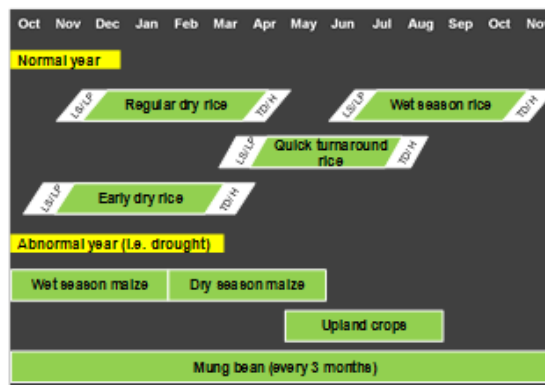 Oct Nov Dec Jan Feb Mar Apr May Jun Jul Aug Sep Oct Nov
Normal year
LS/LP Regular dry rice TD/H LS/LP Wet season rice TD/H
LS/LP Quick turnaround rice TD/H
LS/LP Early dry rice TD/H
Abnormal year (i.e. drought)
Wet season maize Dry season maize
Upland crops
Mung bean (every 3 months)